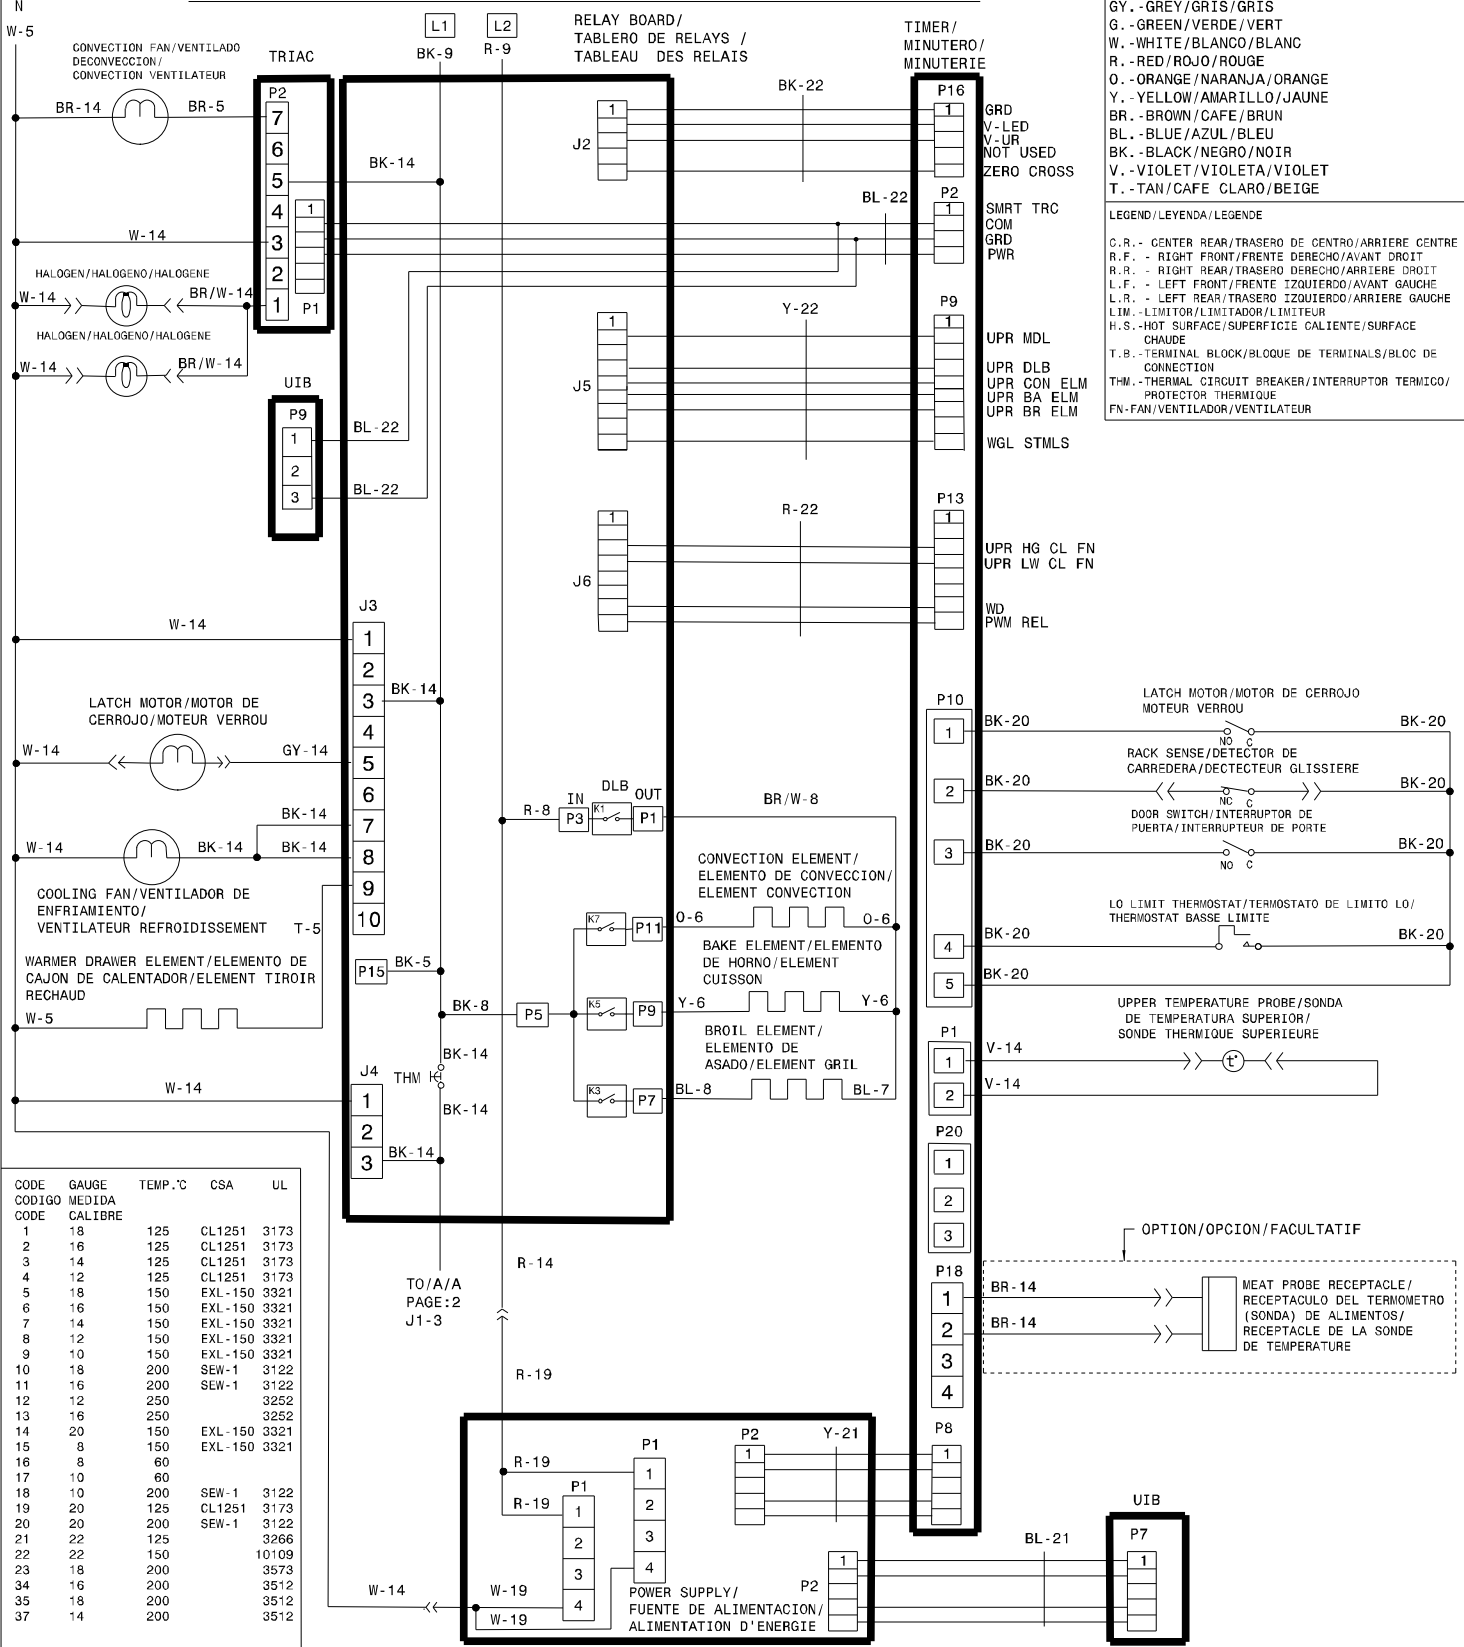 N
W-5
CONVECTION FAN/VENTILADO
DECONVECCION/
CONVECTION VENTILATEUR
BR-14
BR-5
TRIAC
P2
7
6
5
4
3
2
1
1
P1
W-14
HALOGEN/HALOGENO/HALOGENE
W-14
BR/W-14
HALOGEN/HALOGENO/HALOGENE
W-14
BR/W-14
UIB
P9
1
2
3
BL-22
BL-22
L1
BK-9
L2
R-9
RELAY BOARD/
TABLERO DE RELAYS /
TABLEAU DES RELAIS
BK-14
1
J2
BK-22
TIMER/
MINUTERO/
MINUTERIE
P16
1
GRD
V-LED
V-UR
NOT USED
ZERO CROSS
BL-22
P2
1
SMRT TRC
COM
GRD
PWR
1
J5
Y-22
P9
1
UPR MDL
UPR DLB
UPR CON ELM
UPR BA ELM
UPR BR ELM
WGL STMLS
1
J6
R-22
P13
1
UPR HG CL FN
UPR LW CL FN
WD
PWM REL
GY.-GREY/GRIS/GRIS
G.-GREEN/VERDE/VERT
W.-WHITE/BLANCO/BLANC
R.-RED/ROJO/ROUGE
O.-ORANGE/NARANJA/ORANGE
Y.-YELLOW/AMARILLO/JAUNE
BR.-BROWN/CAFE/BRUN
BL.-BLUE/AZUL/BLEU
BK.-BLACK/NEGRO/NOIR
V.-VIOLET/VIOLETA/VIOLET
T.-TAN/CAFE CLARO/BEIGE
LEGEND/LEYENDA/LEGENDE
C.R.- CENTER REAR/TRASERO DE CENTRO/ARRIERE CENTRE
R.F. - RIGHT FRONT/FRENTE DERECHO/AVANT DROIT
R.R. - RIGHT REAR/TRASERO DERECHO/ARRIERE DROIT
L.F. - LEFT FRONT/FRENTE IZQUIERDO/AVANT GAUCHE
L.R. - LEFT REAR/TRASERO IZQUIERDO/ARRIERE GAUCHE
LIM.-LIMITOR/LIMITADOR/LIMITEUR
H.S.-HOT SURFACE/SUPERFICIE CALIENTE/SURFACE
CHAUDE
T.B.-TERMINAL BLOCK/BLOQUE DE TERMINALS/BLOC DE
CONNECTION
THM.-THERMAL CIRCUIT BREAKER/INTERRUPTOR TERMICO/
PROTECTOR THERMIQUE
FN-FAN/VENTILADOR/VENTILATEUR
W-14
J3
1
2
3
4
5
6
7
8
9
10
BK-14
LATCH MOTOR/MOTOR DE
CERROJO/MOTEUR VERROU
W-14
GY-14
BK-14
W-14
BK-14
BK-14
COOLING FAN/VENTILADOR DE
ENFRIAMIENTO/
VENTILATEUR REFROIDISSEMENT
T-5
WARMER DRAWER ELEMENT/ELEMENTO DE
CAJON DE CALENTADOR/ELEMENT TIROIR
RECHAUD
W-5
P15
BK-5
BK-8
P5
BK-14
THM
BK-14
W-14
J4
1
2
3
BK-14
R-8
IN
P3
DLB
K1
OUT
P1
BR/W-8
CONVECTION ELEMENT/
ELEMENTO DE CONVECCION/
ELEMENT CONVECTION
K7
P11
O-6
O-6
BAKE ELEMENT/ELEMENTO
DE HORNO/ELEMENT
CUISSON
K5
P9
Y-6
Y-6
BROIL ELEMENT/
ELEMENTO DE
ASADO/ELEMENT GRIL
K3
P7
BL-8
BL-7
P10
1
2
3
4
5
LATCH MOTOR/MOTOR DE CERROJO
MOTEUR VERROU
BK-20
NO C
BK-20
RACK SENSE/DETECTOR DE
CARREDERA/DECTECTEUR GLISSIERE
BK-20
NC C
BK-20
DOOR SWITCH/INTERRUPTOR DE
PUERTA/INTERRUPTEUR DE PORTE
BK-20
NO C
BK-20
LO LIMIT THERMOSTAT/TERMOSTATO DE LIMITO LO/
THERMOSTAT BASSE LIMITE
BK-20
BK-20
BK-20
UPPER TEMPERATURE PROBE/SONDA
DE TEMPERATURA SUPERIOR/
SONDE THERMIQUE SUPERIEURE
P1
1
2
V-14
t°
V-14
P20
1
2
3
OPTION/OPCION/FACULTATIF
P18
1
2
3
4
BR-14
BR-14
MEAT PROBE RECEPTACLE/
RECEPTACULO DEL TERMOMETRO
(SONDA) DE ALIMENTOS/
RECEPTACLE DE LA SONDE
DE TEMPERATURE
CODE GAUGE TEMP.°C CSA UL
CODIGO MEDIDA
CODE CALIBRE
1 18 125 CL1251 3173
2 16 125 CL1251 3173
3 14 125 CL1251 3173
4 12 125 CL1251 3173
5 18 150 EXL-150 3321
6 16 150 EXL-150 3321
7 14 150 EXL-150 3321
8 12 150 EXL-150 3321
9 10 150 EXL-150 3321
10 18 200 SEW-1 3122
11 16 200 SEW-1 3122
12 12 250 3252
13 16 250 3252
14 20 150 EXL-150 3321
15 8 150 EXL-150 3321
16 8 60
17 10 60
18 10 200 SEW-1 3122
19 20 125 CL1251 3173
20 20 200 SEW-1 3122
21 22 125 3266
22 22 150 10109
23 18 200 3573
34 16 200 3512
35 18 200 3512
37 14 200 3512
TO/A/A
PAGE:2
J1-3
R-14
R-19
R-19
R-19
P1
1
2
3
4
P1
1
2
3
4
W-14
W-19
W-19
POWER SUPPLY/
FUENTE DE ALIMENTACION/
ALIMENTATION D'ENERGIE
P2
1
Y-21
P8
1
P2
1
BL-21
UIB
P7
1